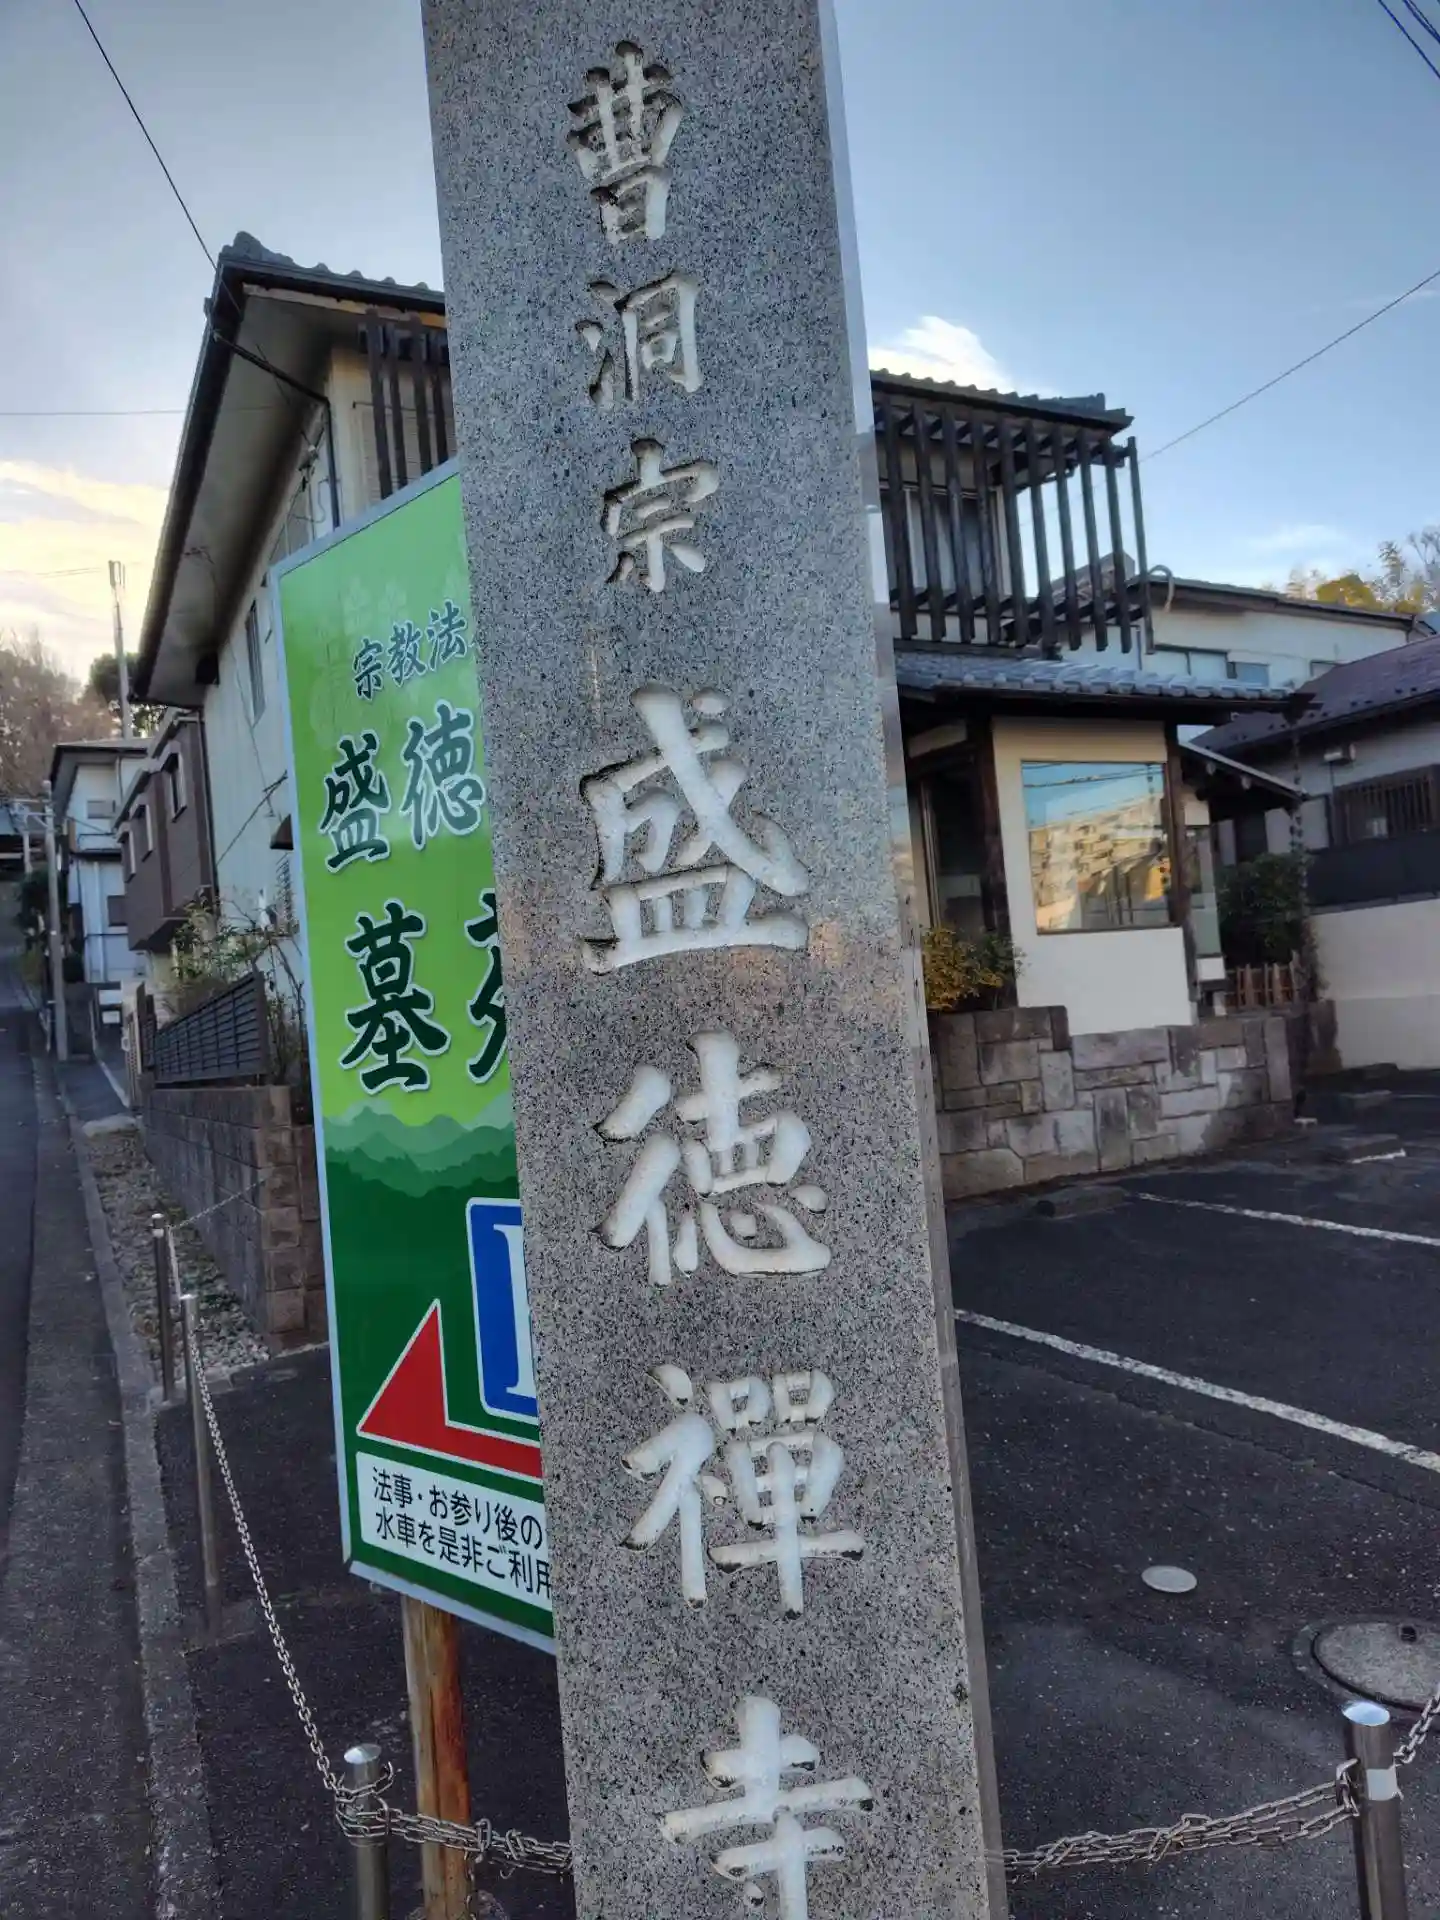 曹洞宗
盛徳禅寺
宗教法
盛徳
墓
法事・お参り後の
水車を是非ご利用